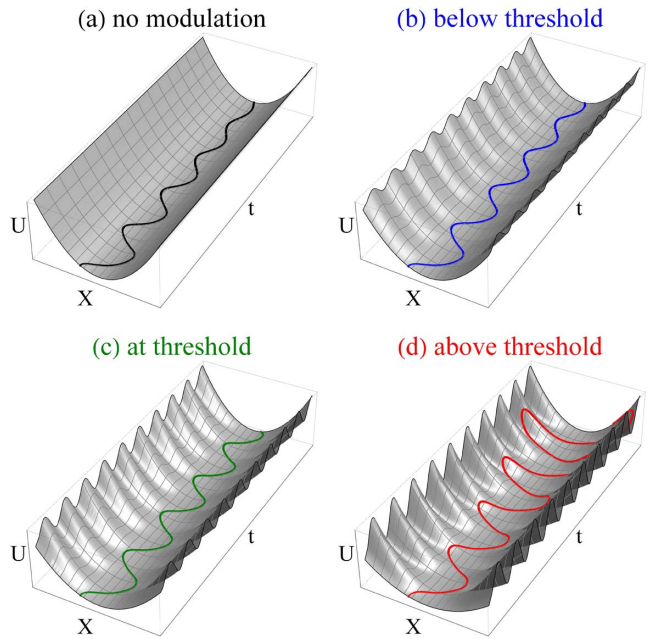 (a) no modulation
(b) below threshold
U
X
t
U
X
t
(c) at threshold
(d) above threshold
U
X
t
U
X
t